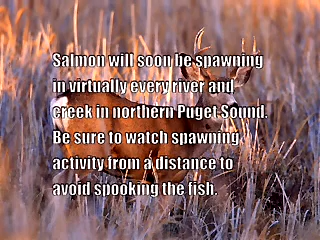 Salmon will soon be spawning
in virtually every river and
creek in northern Puget Sound.
Be sure to watch spawning
activity from a distance to
avoid spooking the fish.